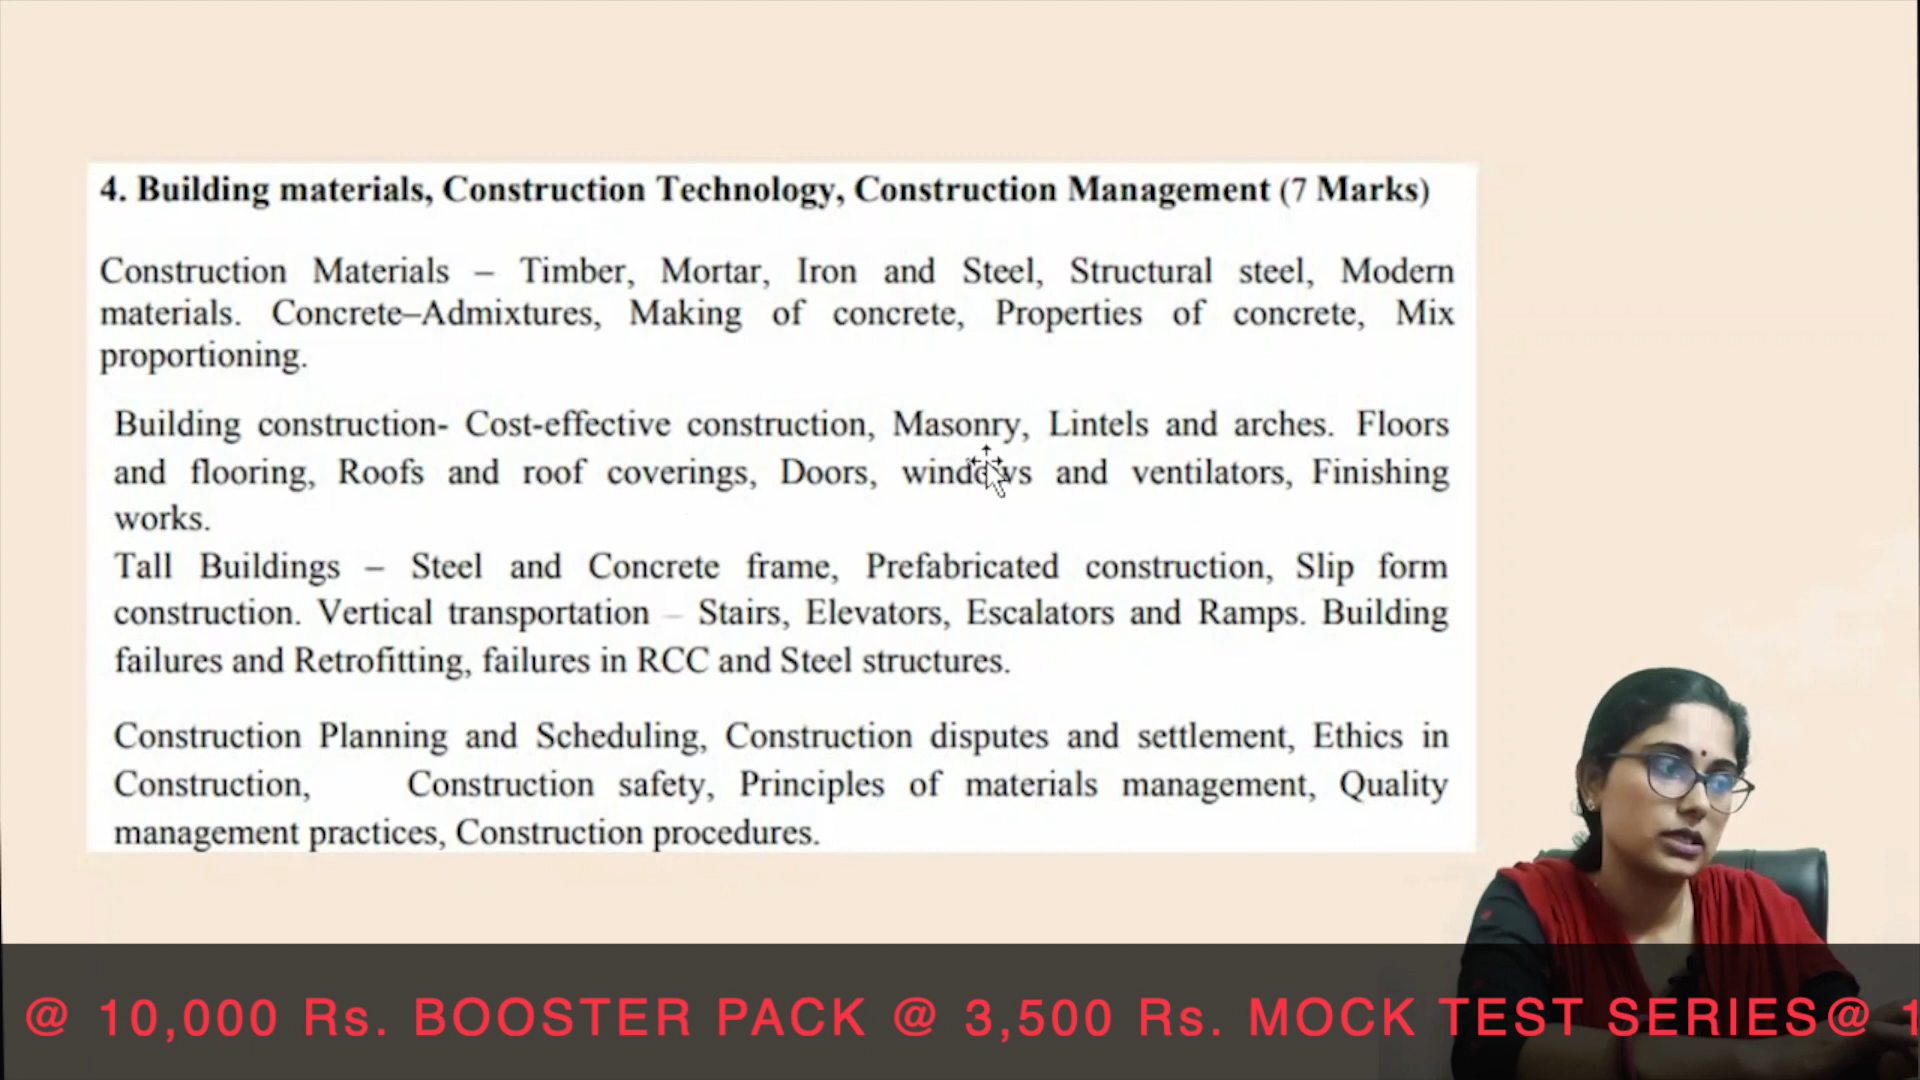 4. Building materials, Construction Technology, Construction Management (7 Marks)
Construction Materials – Timber, Mortar, Iron and Steel, Structural steel, Modern
materials. Concrete–Admixtures, Making of concrete, Properties of concrete, Mix
proportioning.
Building construction- Cost-effective construction, Masonry, Lintels and arches. Floors
and flooring, Roofs and roof coverings, Doors, windows and ventilators, Finishing
works.
Tall Buildings – Steel and Concrete frame, Prefabricated construction, Slip form
construction. Vertical transportation – Stairs, Elevators, Escalators and Ramps. Building
failures and Retrofitting, failures in RCC and Steel structures.
Construction Planning and Scheduling, Construction disputes and settlement, Ethics in
Construction, Construction safety, Principles of materials management, Quality
management practices, Construction procedures.
@ 10,000 Rs. BOOSTER PACK @ 3,500 Rs. MOCK TEST SERIES@ 1